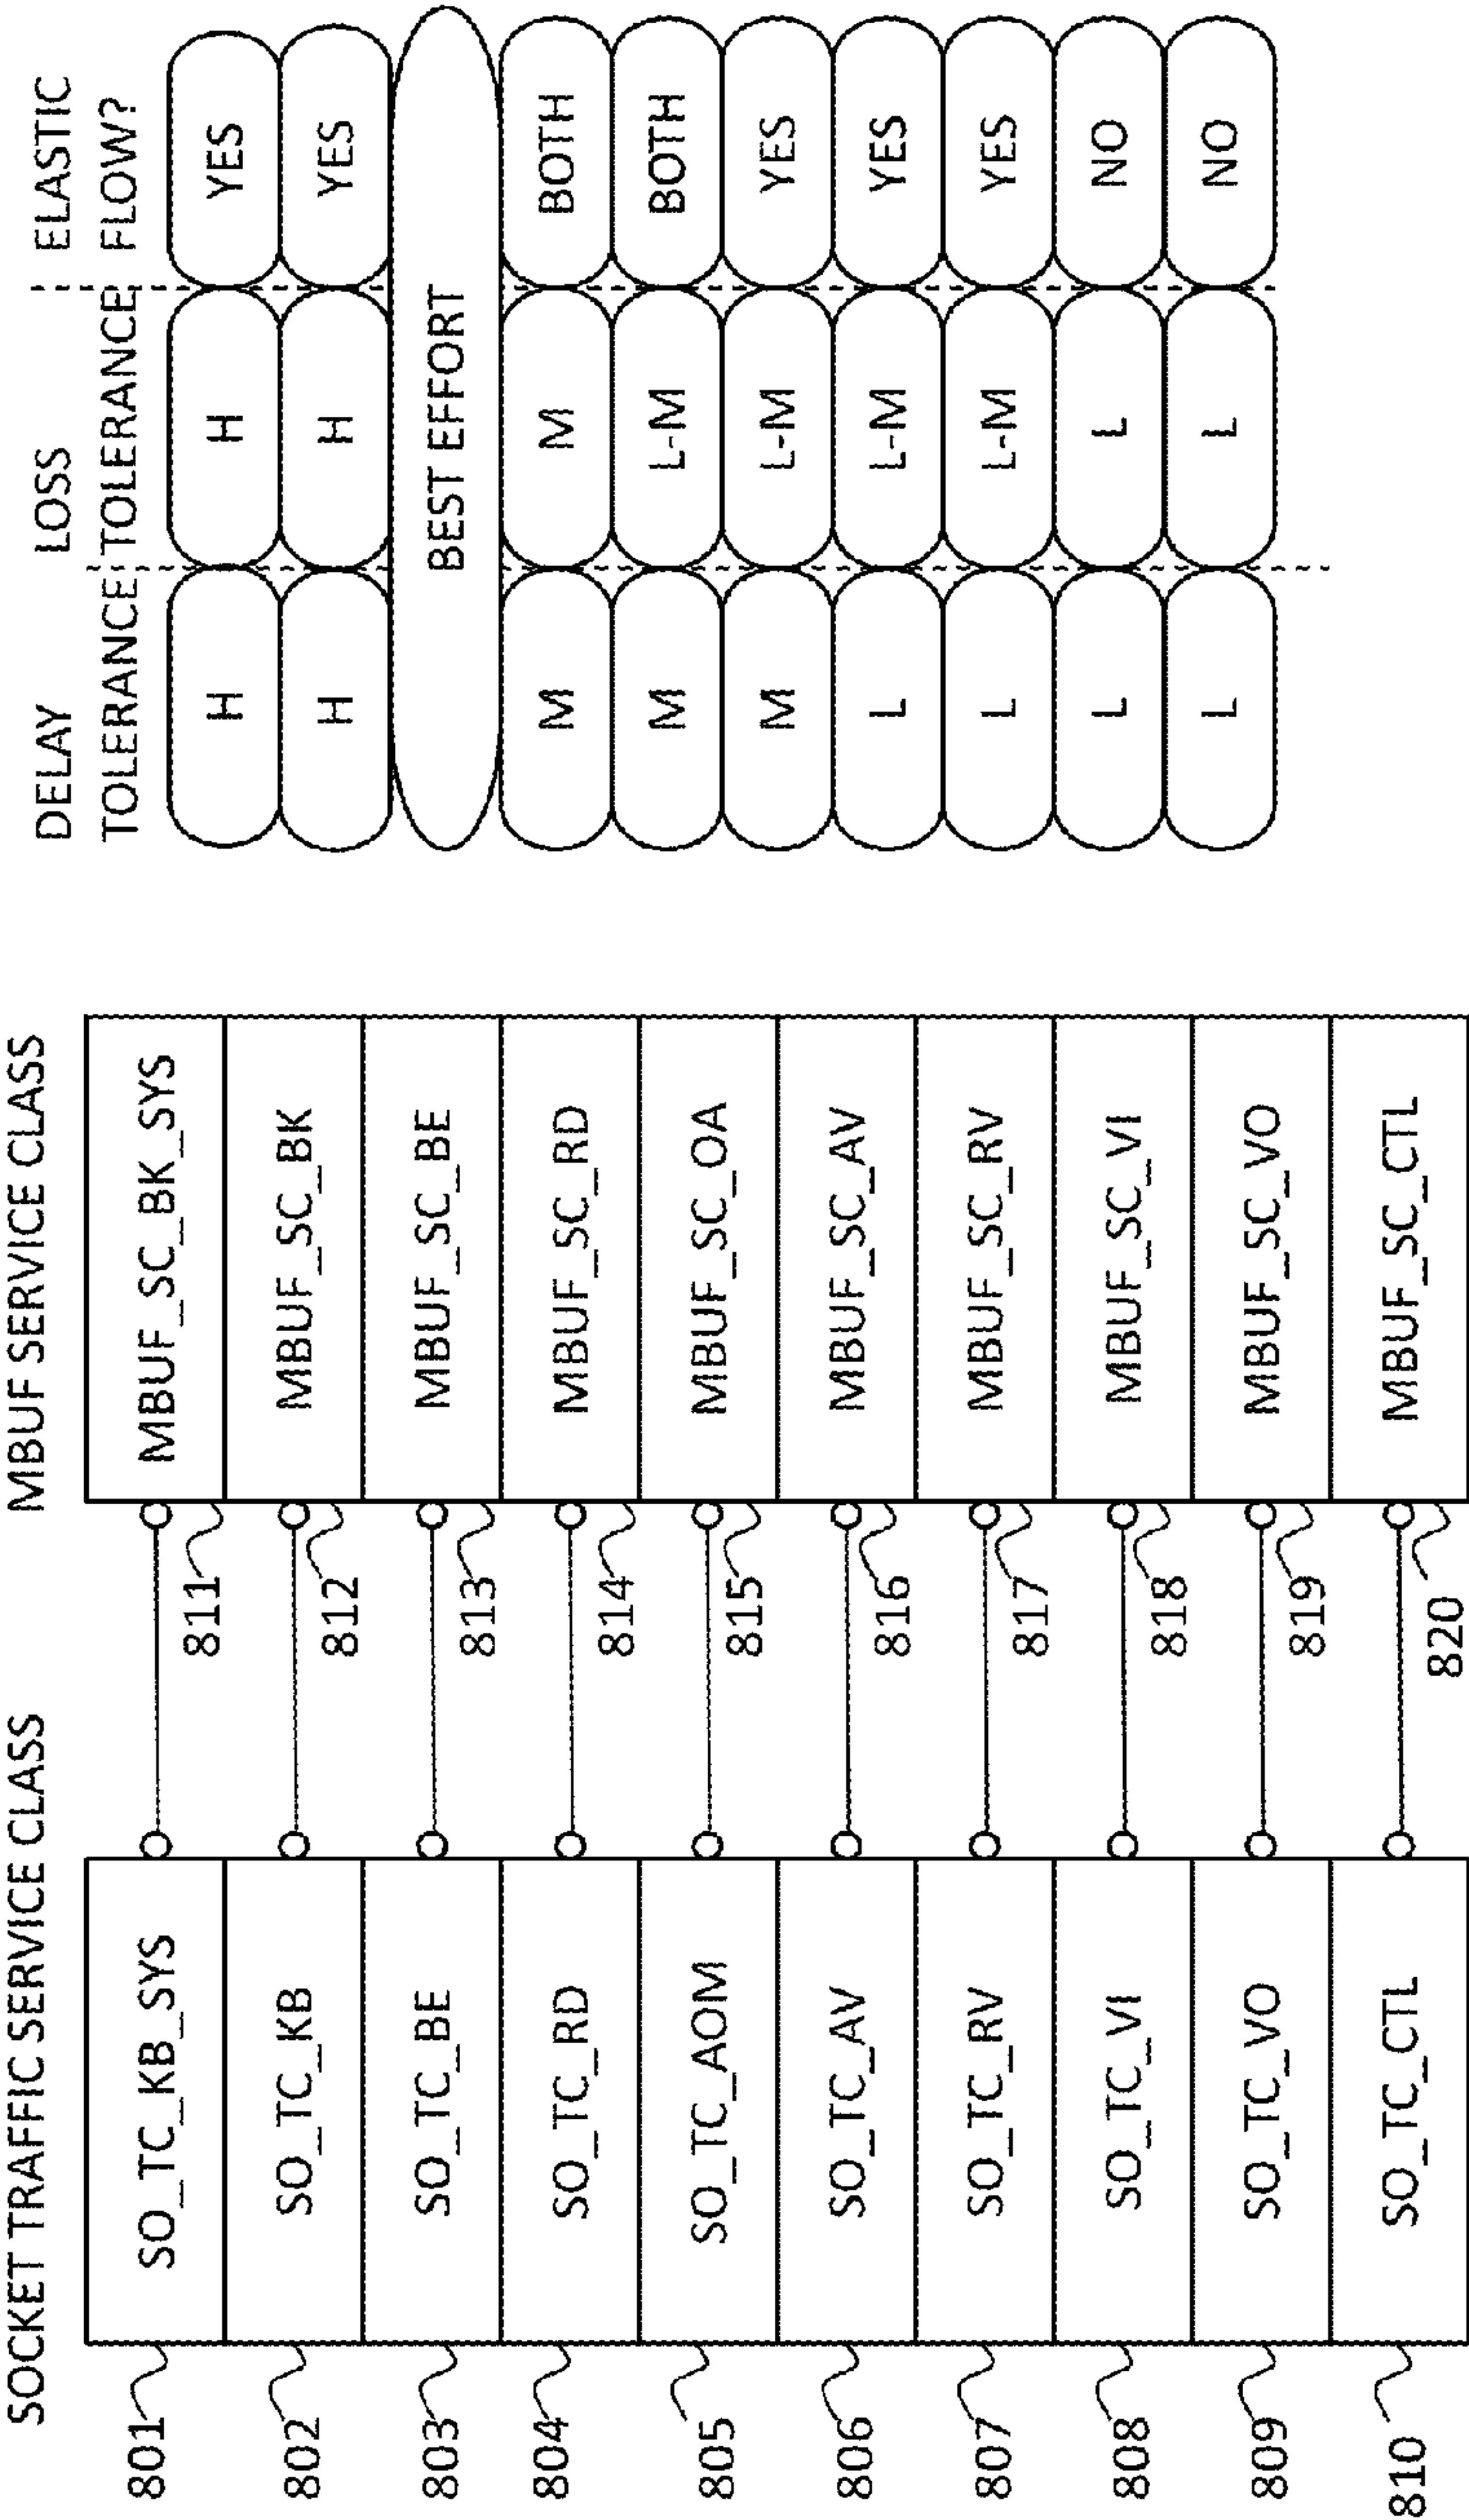 SOCKET TRAFFIC SERVICE CLASS
801 SO_TC_KB_SYS
802 SO_TC_KB
803 SO_TC_BE
804 SO_TC_RD
805 SO_TC_AOM
806 SO_TC_AV
807 SO_TC_RV
808 SO_TC_VI
809 SO_TC_VO
810 SO_TC_CTL
MBUF SERVICE CLASS
811 MBUF_SC_BK_SYS
812 MBUF_SC_BK
813 MBUF_SC_BE
814 MBUF_SC_RD
815 MBUF_SC_OA
816 MBUF_SC_AV
817 MBUF_SC_RV
818 MBUF_SC_VI
819 MBUF_SC_VO
820 MBUF_SC_CTL
DELAY LOSS ELASTIC
TOLERANCE TOLERANCE FLOW?
H H YES
H H YES
BEST EFFORT
M M BOTH
M L-M BOTH
M L-M YES
L L-M YES
L L-M YES
L L NO
L L NO